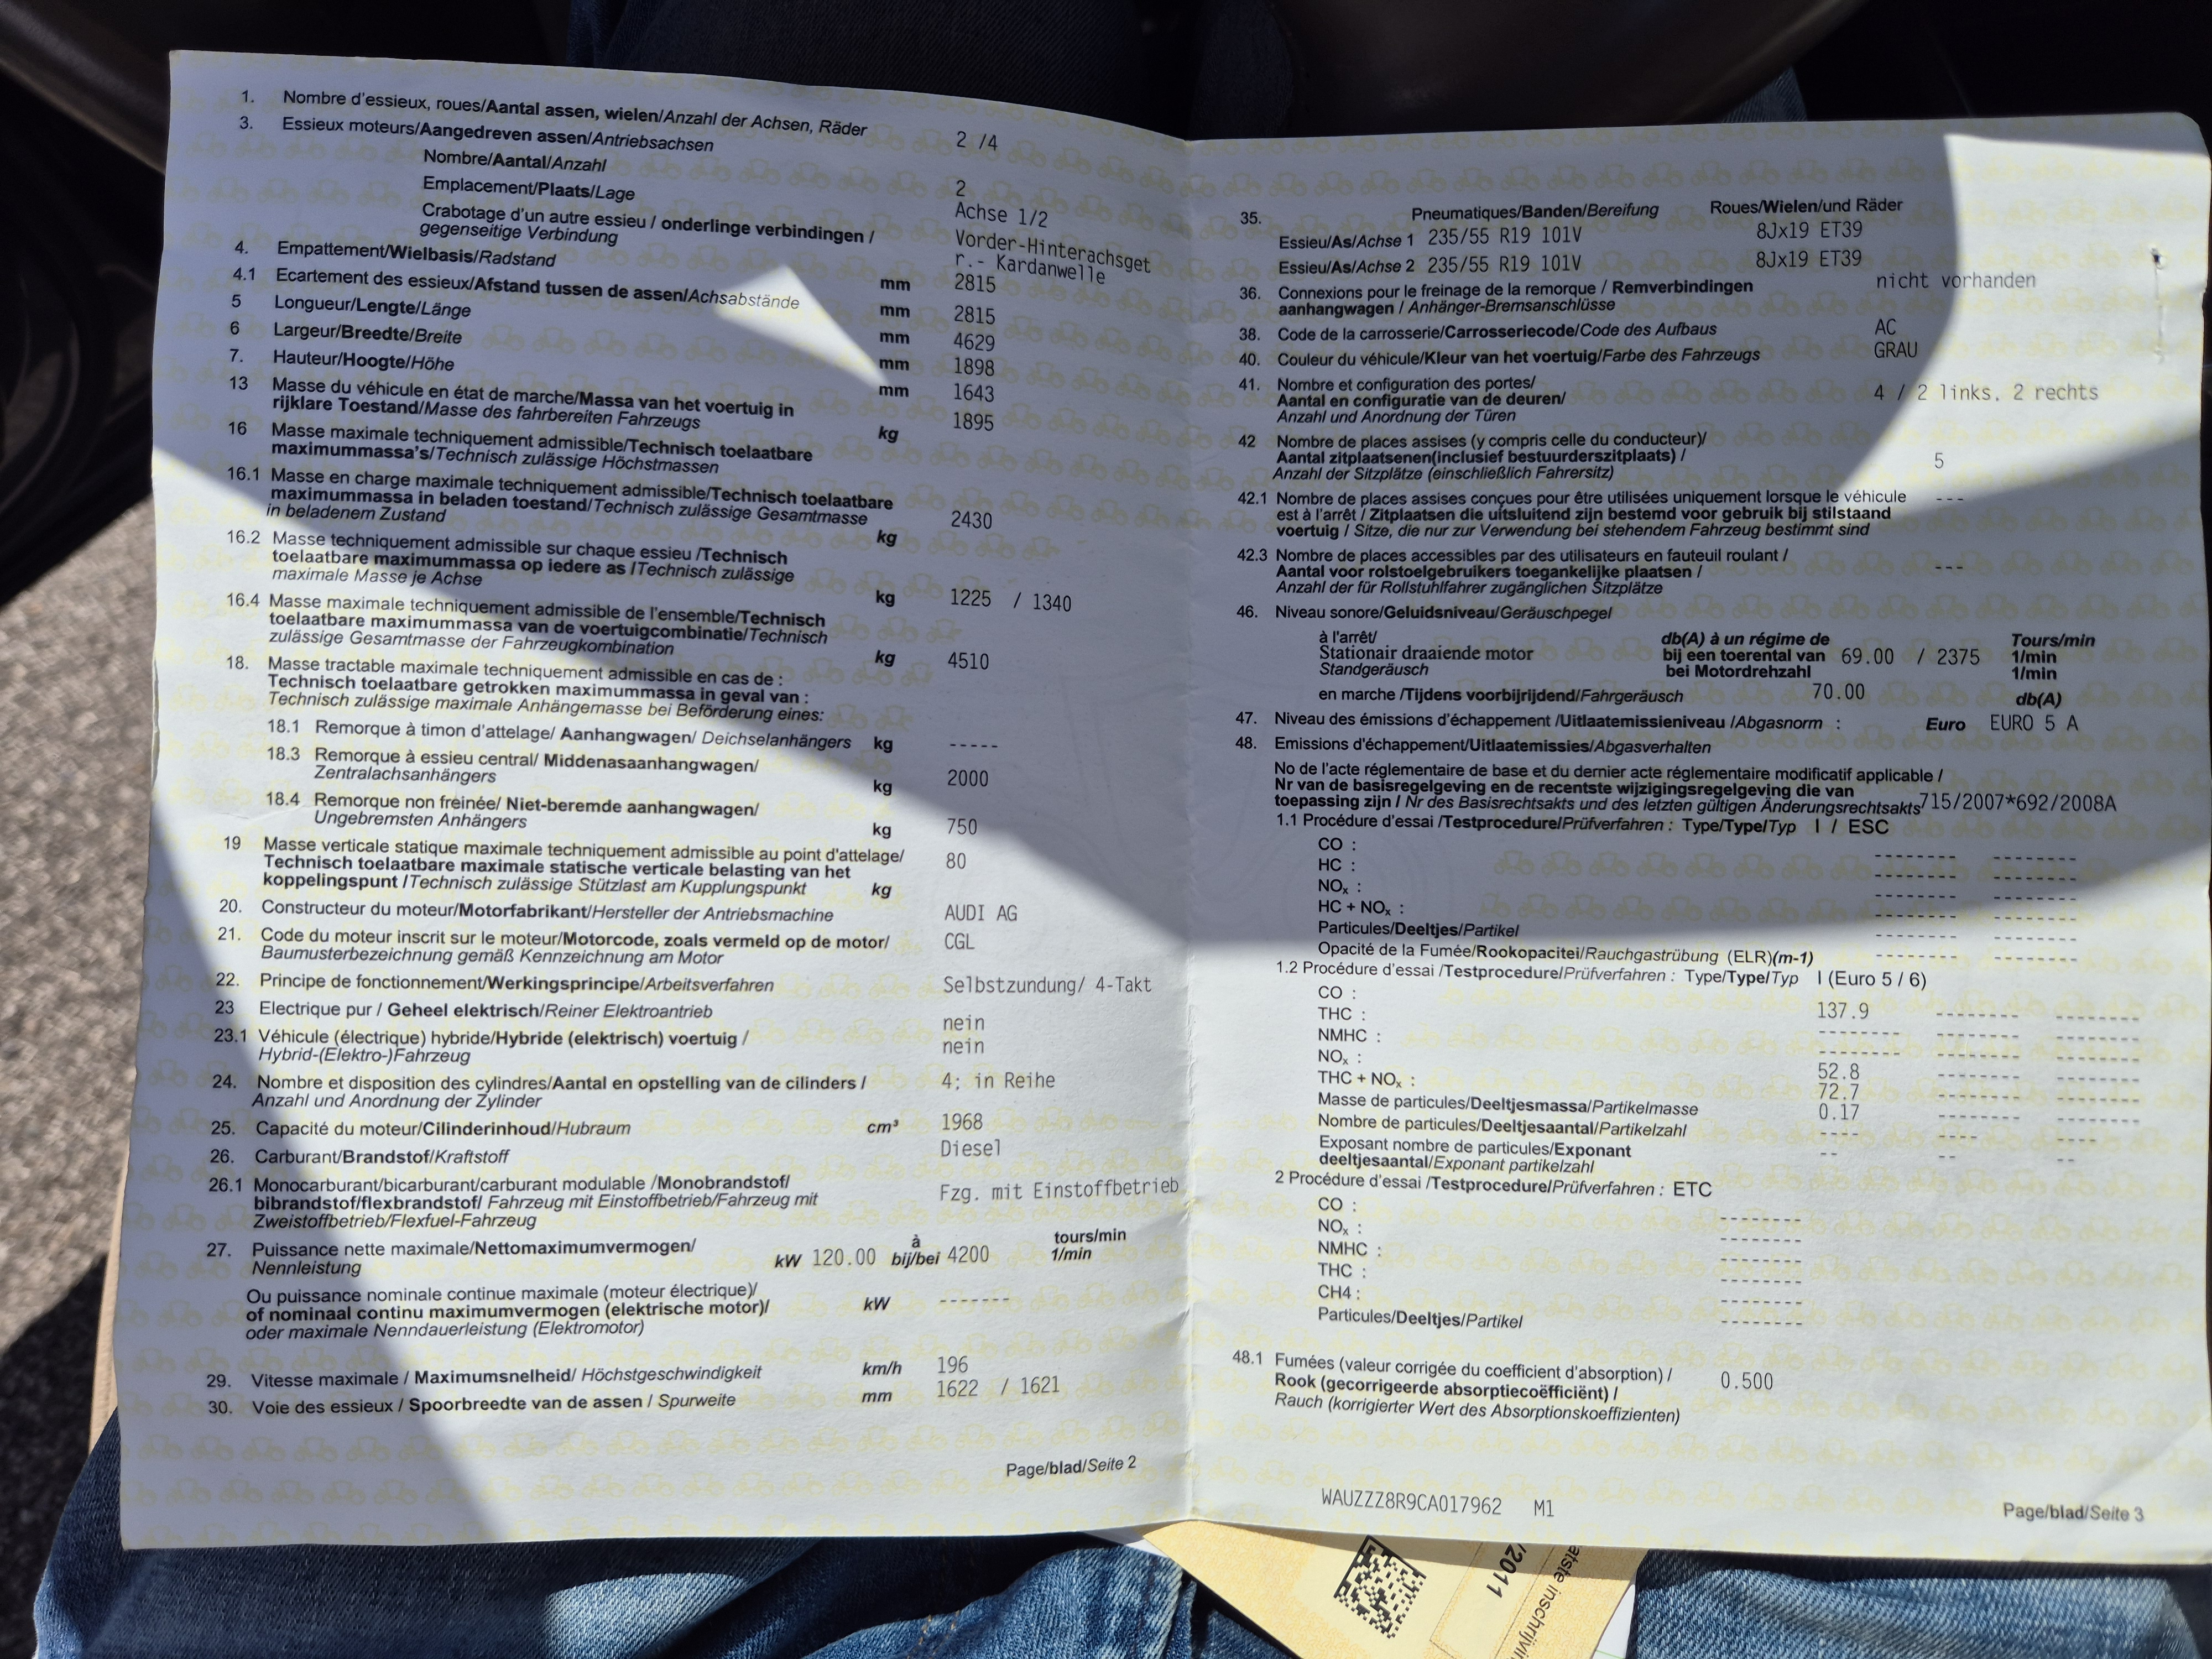 1. Nombre d'essieux, roues/Aantal assen, wielen/Anzahl der Achsen, Räder 2 /4
3. Essieux moteurs/Aangedreven assen/Antriebsachsen
Nombre/Aantal/Anzahl 2
Emplacement/Plaats/Lage Achse 1/2
Crabotage d'un autre essieu / onderlinge verbindingen / Vorder-Hinterachsget
gegenseitige Verbindung r.- Kardanwelle
4. Empattement/Wielbasis/Radstand mm 2815
4.1 Ecartement des essieux/Afstand tussen de assen/Achsabstände mm 2815
5 Longueur/Lengte/Länge mm 4629
6 Largeur/Breedte/Breite mm 1898
7. Hauteur/Hoogte/Höhe mm 1643
13 Masse du véhicule en état de marche/Massa van het voertuig in
rijklare Toestand/Masse des fahrbereiten Fahrzeugs kg 1895
16 Masse maximale techniquement admissible/Technisch toelaatbare
maximummassa's/Technisch zulässige Höchstmassen
16.1 Masse en charge maximale techniquement admissible/Technisch toelaatbare
maximummassa in beladen toestand/Technisch zulässige Gesamtmasse
in beladenem Zustand kg 2430
16.2 Masse techniquement admissible sur chaque essieu /Technisch
toelaatbare maximummassa op iedere as /Technisch zulässige
maximale Masse je Achse kg 1225 / 1340
16.4 Masse maximale techniquement admissible de l'ensemble/Technisch
toelaatbare maximummassa van de voertuigcombinatie/Technisch
zulässige Gesamtmasse der Fahrzeugkombination kg 4510
18. Masse tractable maximale techniquement admissible en cas de :
Technisch toelaatbare getrokken maximummassa in geval van :
Technisch zulässige maximale Anhängemasse bei Beförderung eines:
18.1 Remorque à timon d'attelage/ Aanhangwagen/ Deichselanhängers kg -----
18.3 Remorque à essieu central/ Middenasaanhangwagen/
Zentralachsanhängers kg 2000
18.4 Remorque non freinée/ Niet-beremde aanhangwagen/
Ungebremsten Anhängers kg 750
19 Masse verticale statique maximale techniquement admissible au point d'attelage/
Technisch toelaatbare maximale statische verticale belasting van het
koppelingspunt /Technisch zulässige Stützlast am Kupplungspunkt kg 80
20. Constructeur du moteur/Motorfabrikant/Hersteller der Antriebsmachine AUDI AG
21. Code du moteur inscrit sur le moteur/Motorcode, zoals vermeld op de motor/
Baumusterbezeichnung gemäß Kennzeichnung am Motor CGL
22. Principe de fonctionnement/Werkingsprincipe/Arbeitsverfahren Selbstzundung/ 4-Takt
23 Electrique pur / Geheel elektrisch/Reiner Elektroantrieb nein
23.1 Véhicule (électrique) hybride/Hybride (elektrisch) voertuig / nein
Hybrid-(Elektro-)Fahrzeug
24. Nombre et disposition des cylindres/Aantal en opstelling van de cilinders / 4; in Reihe
Anzahl und Anordnung der Zylinder
25. Capacité du moteur/Cilinderinhoud/Hubraum cm³ 1968
26. Carburant/Brandstof/Kraftstoff Diesel
26.1 Monocarburant/bicarburant/carburant modulable /Monobrandstof/
bibrandstof/flexbrandstof/ Fahrzeug mit Einstoffbetrieb/Fahrzeug mit Fzg. mit Einstoffbetrieb
Zweistoffbetrieb/Flexfuel-Fahrzeug
27. Puissance nette maximale/Nettomaximumvermogen/ à tours/min
Nennleistung kW 120.00 bij/bei 4200 1/min
Ou puissance nominale continue maximale (moteur électrique)/
of nominaal continu maximumvermogen (elektrische motor)/ kW -------
oder maximale Nenndauerleistung (Elektromotor)
29. Vitesse maximale / Maximumsnelheid/ Höchstgeschwindigkeit km/h 196
30. Voie des essieux / Spoorbreedte van de assen / Spurweite mm 1622 / 1621
Page/blad/Seite 2
35. Pneumatiques/Banden/Bereifung Roues/Wielen/und Räder
Essieu/As/Achse 1 235/55 R19 101V 8Jx19 ET39
Essieu/As/Achse 2 235/55 R19 101V 8Jx19 ET39
36. Connexions pour le freinage de la remorque / Remverbindingen nicht vorhanden
aanhangwagen / Anhänger-Bremsanschlüsse
38. Code de la carrosserie/Carrosseriecode/Code des Aufbaus AC
40. Couleur du véhicule/Kleur van het voertuig/Farbe des Fahrzeugs GRAU
41. Nombre et configuration des portes/
Aantal en configuratie van de deuren/ 4 / 2 links, 2 rechts
Anzahl und Anordnung der Türen
42 Nombre de places assises (y compris celle du conducteur)/
Aantal zitplaatsenen(inclusief bestuurderszitplaats) / 5
Anzahl der Sitzplätze (einschließlich Fahrersitz)
42.1 Nombre de places assises conçues pour être utilisées uniquement lorsque le véhicule ---
est à l'arrêt / Zitplaatsen die uitsluitend zijn bestemd voor gebruik bij stilstaand
voertuig / Sitze, die nur zur Verwendung bei stehendem Fahrzeug bestimmt sind
42.3 Nombre de places accessibles par des utilisateurs en fauteuil roulant /
Aantal voor rolstoelgebruikers toegankelijke plaatsen / ---
Anzahl der für Rollstuhlfahrer zugänglichen Sitzplätze
46. Niveau sonore/Geluidsniveau/Geräuschpegel
à l'arrêt/ db(A) à un régime de Tours/min
Stationair draaiende motor bij een toerental van 69.00 / 2375 1/min
Standgeräusch bei Motordrehzahl 1/min
en marche /Tijdens voorbijrijdend/Fahrgeräusch 70.00 db(A)
47. Niveau des émissions d'échappement /Uitlaatemissieniveau /Abgasnorm : Euro EURO 5 A
48. Emissions d'échappement/Uitlaatemissies/Abgasverhalten
No de l'acte réglementaire de base et du dernier acte réglementaire modificatif applicable /
Nr van de basisregelgeving en de recentste wijzigingsregelgeving die van
toepassing zijn / Nr des Basisrechtsakts und des letzten gültigen Änderungsrechtsakts 715/2007*692/2008A
1.1 Procédure d'essai /Testprocedure/Prüfverfahren : Type/Type/Typ I / ESC
CO : -------- --------
HC : -------- --------
NOx : -------- --------
HC + NOx : -------- --------
Particules/Deeltjes/Partikel -------- --------
Opacité de la Fumée/Rookopacitei/Rauchgastrübung (ELR)(m-1) -------- --------
1.2 Procédure d'essai /Testprocedure/Prüfverfahren : Type/Type/Typ I (Euro 5 / 6)
CO : 137.9 -------- --------
THC : -------- -------- --------
NMHC : -------- -------- --------
NOx : 52.8 -------- --------
THC + NOx : 72.7 -------- --------
Masse de particules/Deeltjesmassa/Partikelmasse 0.17 -------- --------
Nombre de particules/Deeltjesaantal/Partikelzahl ---- ---- ----
Exposant nombre de particules/Exponant -- -- --
deeltjesaantal/Exponent partikelzahl
2 Procédure d'essai /Testprocedure/Prüfverfahren : ETC
CO : --------
NOx : --------
NMHC : --------
THC : --------
CH4 : --------
Particules/Deeltjes/Partikel --------
48.1 Fumées (valeur corrigée du coefficient d'absorption) /
Rook (gecorrigeerde absorptiecoëfficiënt) / 0.500
Rauch (korrigierter Wert des Absorptionskoeffizienten)
WAUZZZ8R9CA017962 M1
Page/blad/Seite 3
/2011